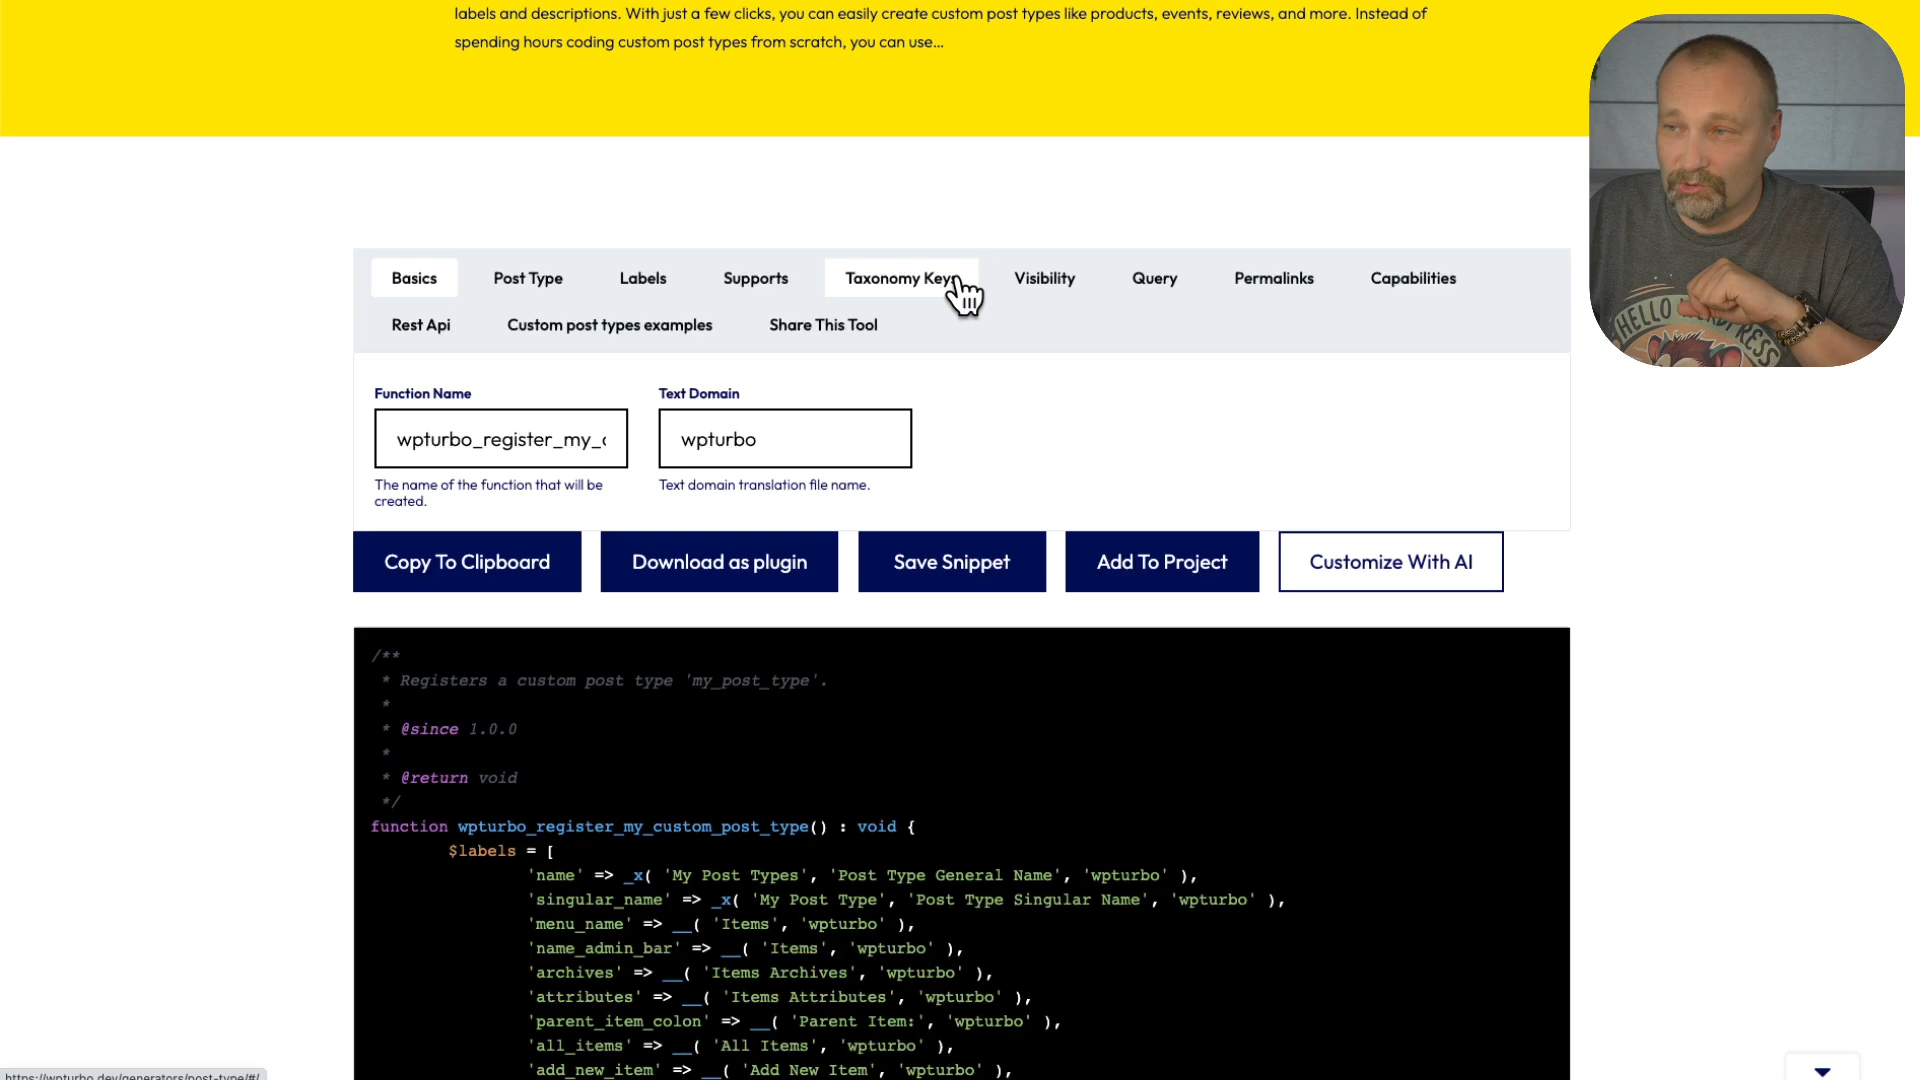 labels and descriptions. With just a few clicks, you can easily create custom post types like products, events, reviews, and more. Instead of
spending hours coding custom post types from scratch, you can use...
Basics Post Type Labels Supports Taxonomy Keys Visibility Query Permalinks Capabilities
Rest Api Custom post types examples Share This Tool
Function Name Text Domain
wpturbo_register_my_c wpturbo
The name of the function that will be
created.
Text domain translation file name.
Copy To Clipboard Download as plugin Save Snippet Add To Project Customize With AI
/**
* Registers a custom post type 'my_post_type'.
*
* @since 1.0.0
*
* @return void
*/
function wpturbo_register_my_custom_post_type() : void {
$labels = [
'name' => _x( 'My Post Types', 'Post Type General Name', 'wpturbo' ),
'singular_name' => _x( 'My Post Type', 'Post Type Singular Name', 'wpturbo' ),
'menu_name' => __( 'Items', 'wpturbo' ),
'name_admin_bar' => __( 'Items', 'wpturbo' ),
'archives' => __( 'Items Archives', 'wpturbo' ),
'attributes' => __( 'Items Attributes', 'wpturbo' ),
'parent_item_colon' => __( 'Parent Item:', 'wpturbo' ),
'all_items' => __( 'All Items', 'wpturbo' ),
'add_new_item' => __( 'Add New Item', 'wpturbo' ),
https://wpturbo.dev/generators/post-type/#/
HELLO